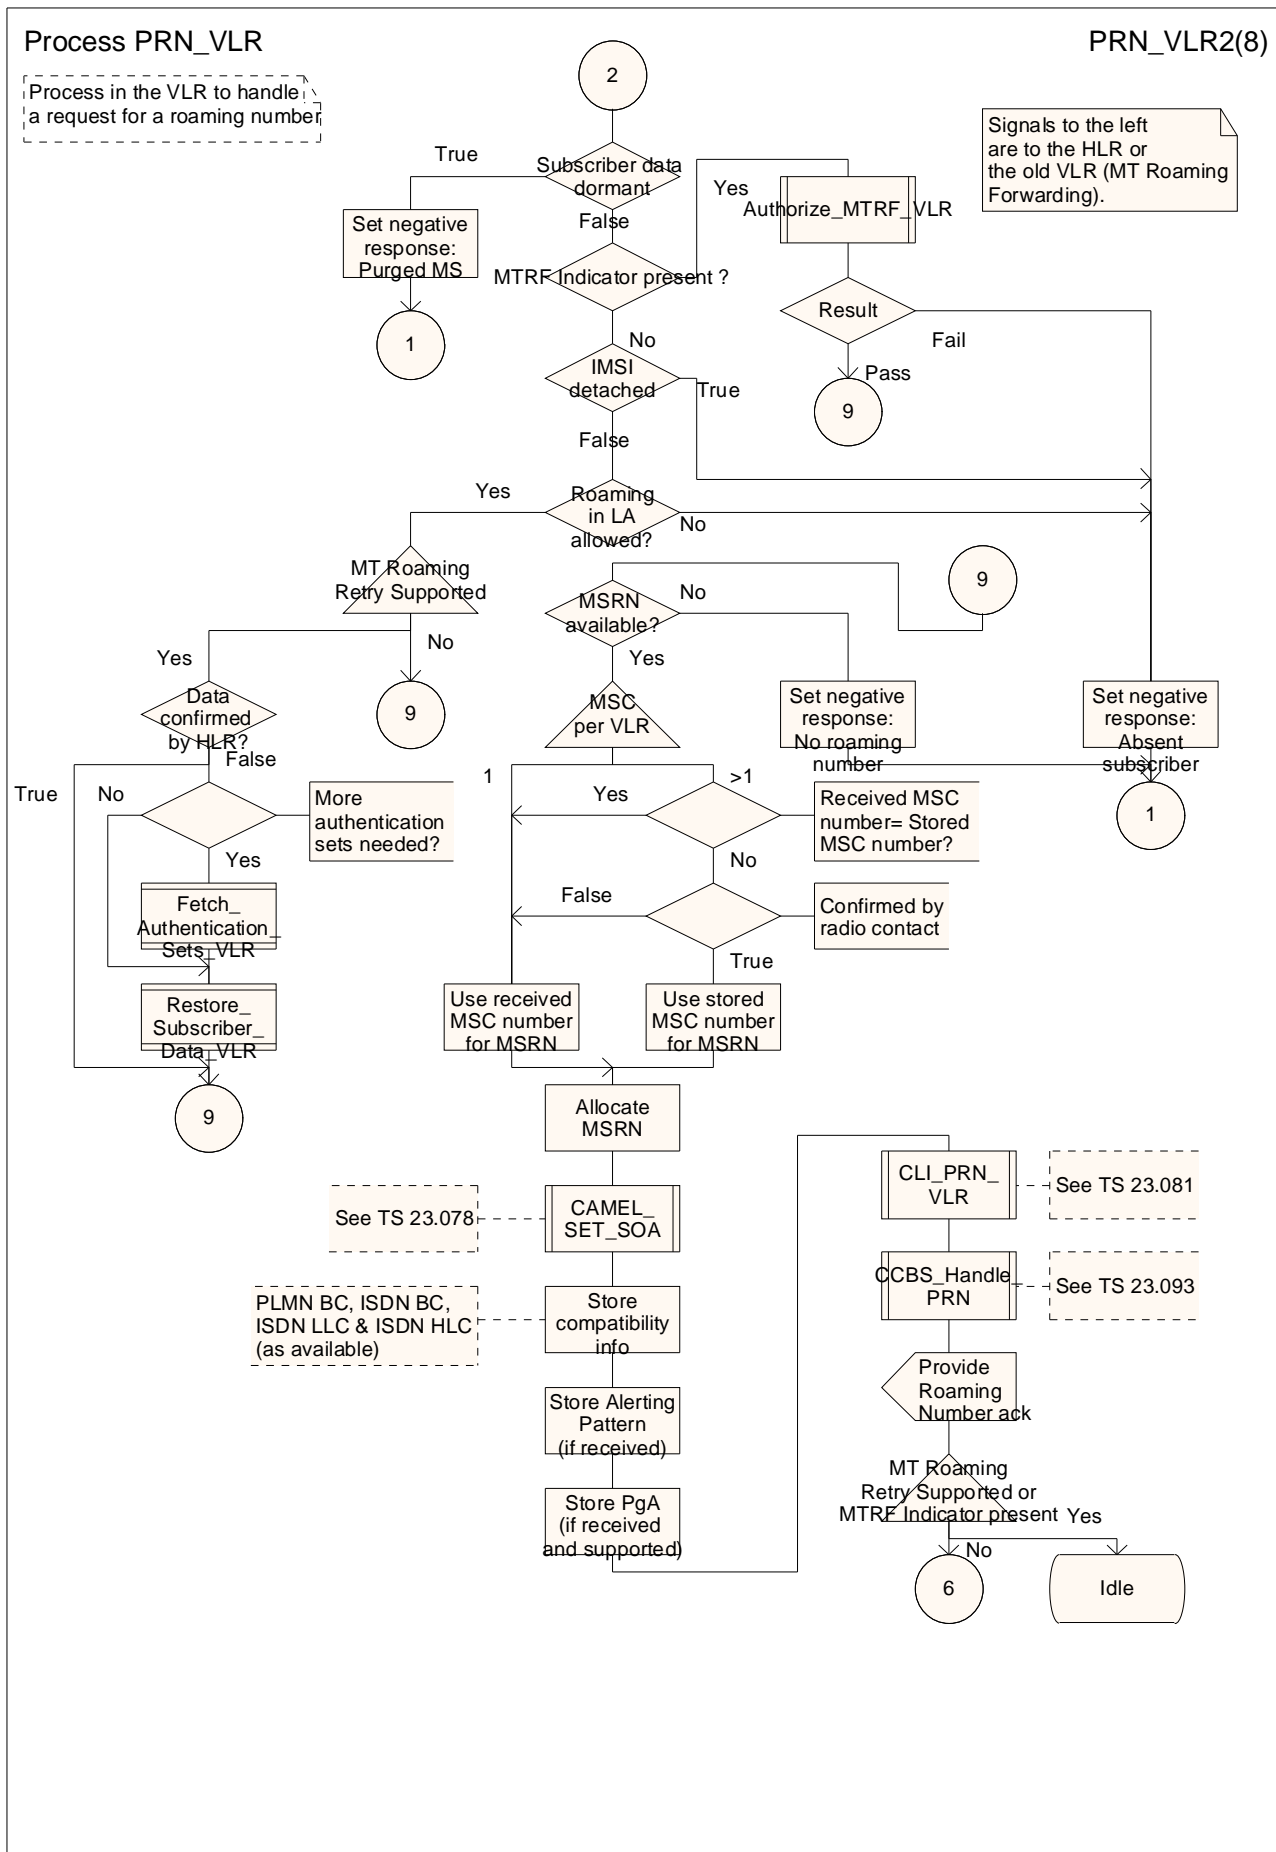 Process PRN_VLR
PRN_VLR2(8)
Process in the VLR to handle
a request for a roaming number
2
Signals to the left
are to the HLR or
the old VLR (MT Roaming
Forwarding).
True
Subscriber data
dormant
Yes
Authorize_MTRF_VLR
Set negative
response:
Purged MS
False
MTRF Indicator present ?
Result
1
No
Fail
IMSI
detached
True
Pass
9
False
Yes
Roaming
in LA
allowed?
No
MT Roaming
Retry Supported
MSRN
available?
No
9
No
Yes
Yes
Data
confirmed
by HLR?
9
MSC
per VLR
Set negative
response:
No roaming
number
Set negative
response:
Absent
subscriber
False
True
No
1
>1
Yes
More
authentication
sets needed?
Received MSC
number= Stored
MSC number?
1
Yes
No
Fetch_
Authentication_
Sets_VLR
False
Confirmed by
radio contact
True
Restore_
Subscriber_
Data_VLR
Use received
MSC number
for MSRN
Use stored
MSC number
for MSRN
9
Allocate
MSRN
CLI_PRN_
VLR
See TS 23.081
See TS 23.078
CAMEL_
SET_SOA
CCBS_Handle_
PRN
See TS 23.093
PLMN BC, ISDN BC,
ISDN LLC & ISDN HLC
(as available)
Store
compatibility
info
Provide
Roaming
Number ack
Store Alerting
Pattern
(if received)
MT Roaming
Retry Supported or
MTRF Indicator present
Yes
Store PgA
(if received
and supported)
No
6
Idle